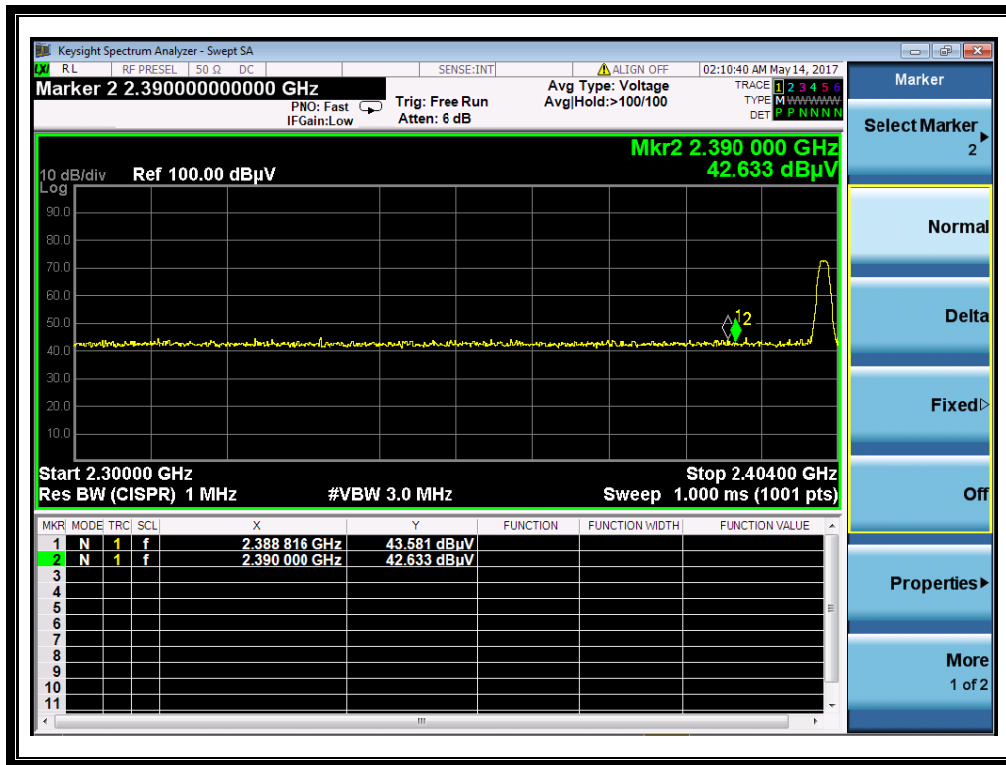 Keysight Spectrum Analyzer - Swept SA
LXI RL RF PRESEL 50 Ω DC SENSE:INT ALIGN OFF 02:10:40 AM May 14, 2017
Marker 2 2.390000000000 GHz
PNO: Fast
IFGain:Low
Trig: Free Run
Atten: 6 dB
Avg Type: Voltage
Avg|Hold:>100/100
TRACE 1 2 3 4 5 6
TYPE M W W W W W
DET P P N N N N
Mkr2 2.390 000 GHz
42.633 dBµV
10 dB/div Ref 100.00 dBµV
Log
90.0
80.0
70.0
60.0
50.0
40.0
30.0
20.0
10.0
1 2
Start 2.30000 GHz Stop 2.40400 GHz
Res BW (CISPR) 1 MHz #VBW 3.0 MHz Sweep 1.000 ms (1001 pts)
MKR MODE TRC SCL X Y FUNCTION FUNCTION WIDTH FUNCTION VALUE
1 N 1 f 2.388 816 GHz 43.581 dBµV
2 N 1 f 2.390 000 GHz 42.633 dBµV
3
4
5
6
7
8
9
10
11
Marker
Select Marker
2
Normal
Delta
Fixed
Off
Properties
More
1 of 2